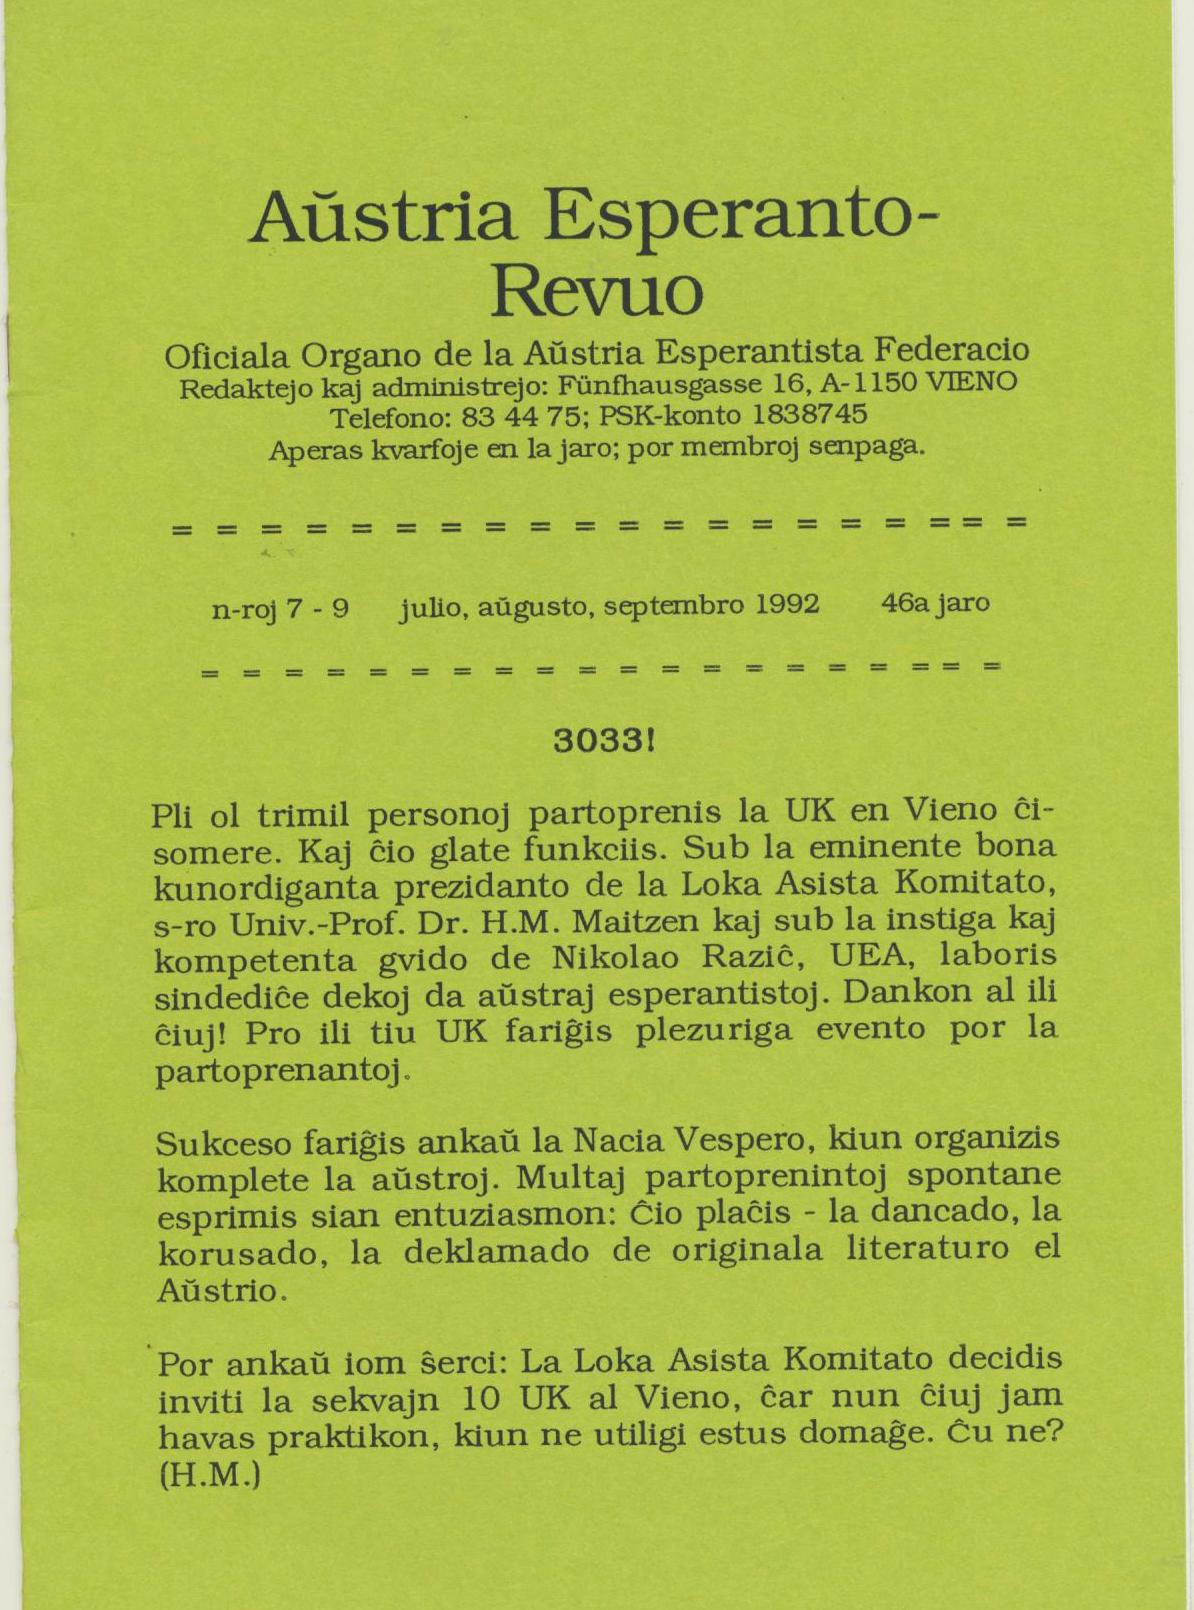 Aŭstria Esperanto-
Revuo
Oficiala Organo de la Aŭstria Esperantista Federacio
Redaktejo kaj administrejo: Fünfhausgasse 16, A-1150 VIENO
Telefono: 83 44 75; PSK-konto 1838745
Aperas kvarfoje en la jaro; por membroj senpaga.
= = = = = = = = = = = = = = = = = = = =
n-roj 7 - 9 julio, aŭgusto, septembro 1992 46a jaro
= = = = = = = = = = = = = = = = = = = =
3033!
Pli ol trimil personoj partoprenis la UK en Vieno ĉi-
somere. Kaj ĉio glate funkciis. Sub la eminente bona
kunordiganta prezidanto de la Loka Asista Komitato,
s-ro Univ.-Prof. Dr. H.M. Maitzen kaj sub la instiga kaj
kompetenta gvido de Nikolao Raziĉ, UEA, laboris
sindediĉe dekoj da aŭstraj esperantistoj. Dankon al ili
ĉiuj! Pro ili tiu UK fariĝis plezuriga evento por la
partoprenantoj.
Sukceso fariĝis ankaŭ la Nacia Vespero, kiun organizis
komplete la aŭstroj. Multaj partoprenintoj spontane
esprimis sian entuziasmon: Ĉio plaĉis - la dancado, la
korusado, la deklamado de originala literaturo el
Aŭstrio.
Por ankaŭ iom ŝerci: La Loka Asista Komitato decidis
inviti la sekvajn 10 UK al Vieno, ĉar nun ĉiuj jam
havas praktikon, kiun ne utiligi estus domaĝe. Ĉu ne?
(H.M.)